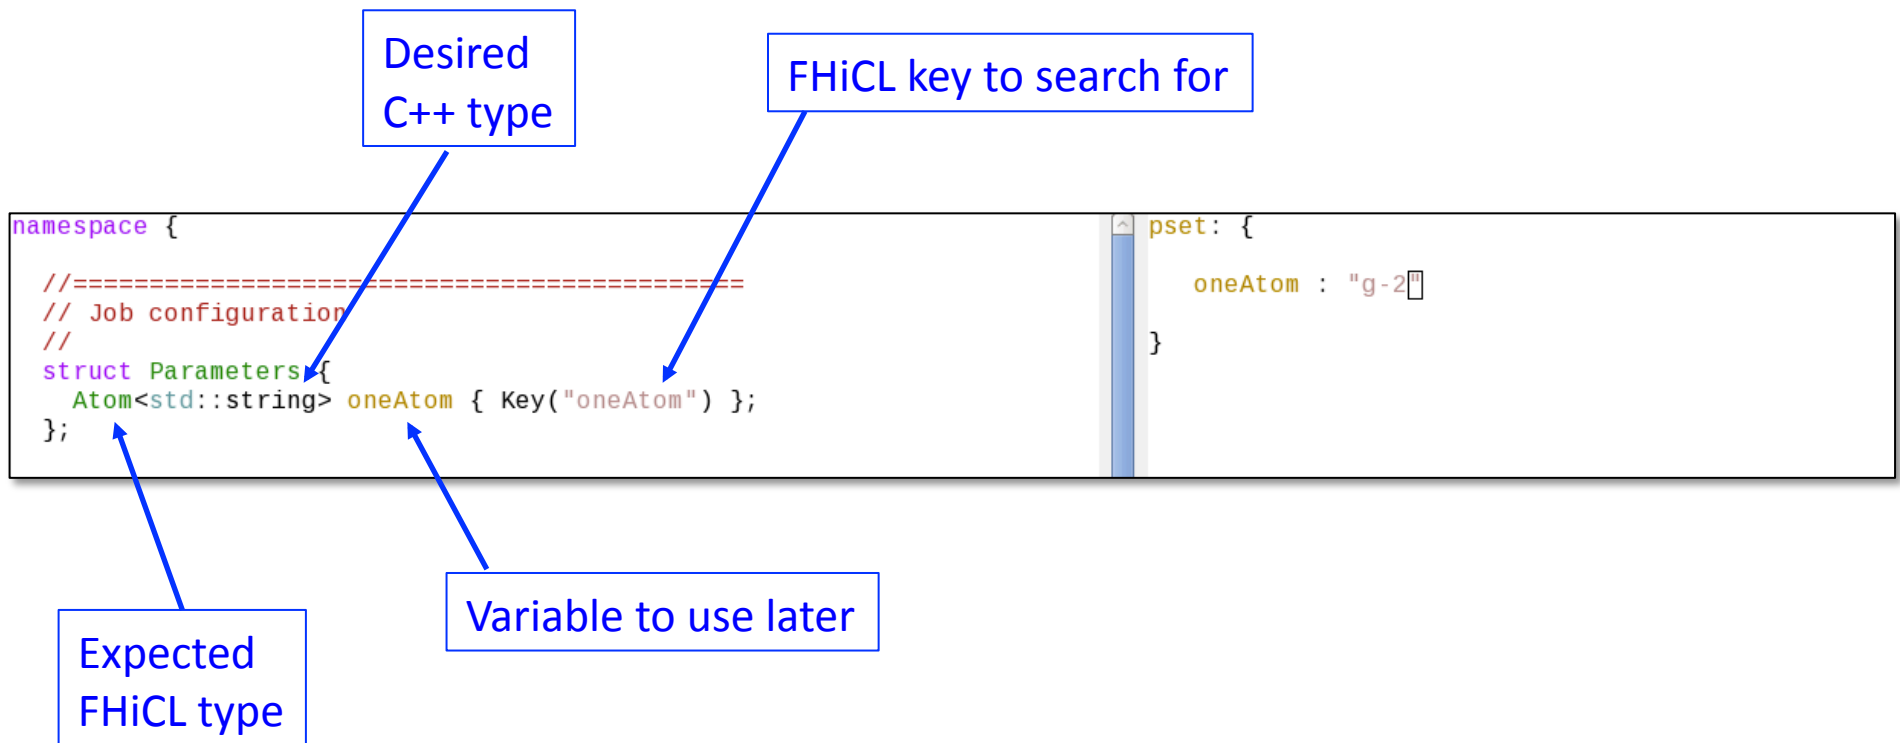 Desired
C++ type
FHiCL key to search for
namespace {
//============================================
// Job configuration
//
struct Parameters {
Atom<std::string> oneAtom { Key("oneAtom") };
};
pset: {
oneAtom : "g-2"
}
Variable to use later
Expected
FHiCL type